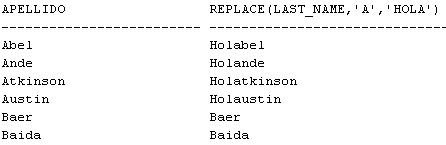 APELLIDO REPLACE(LAST_NAME,'A','HOLA')
------------------------- ------------------------------
Abel Holabel
Ande Holande
Atkinson Holatkinson
Austin Holaustin
Baer Baer
Baida Baida